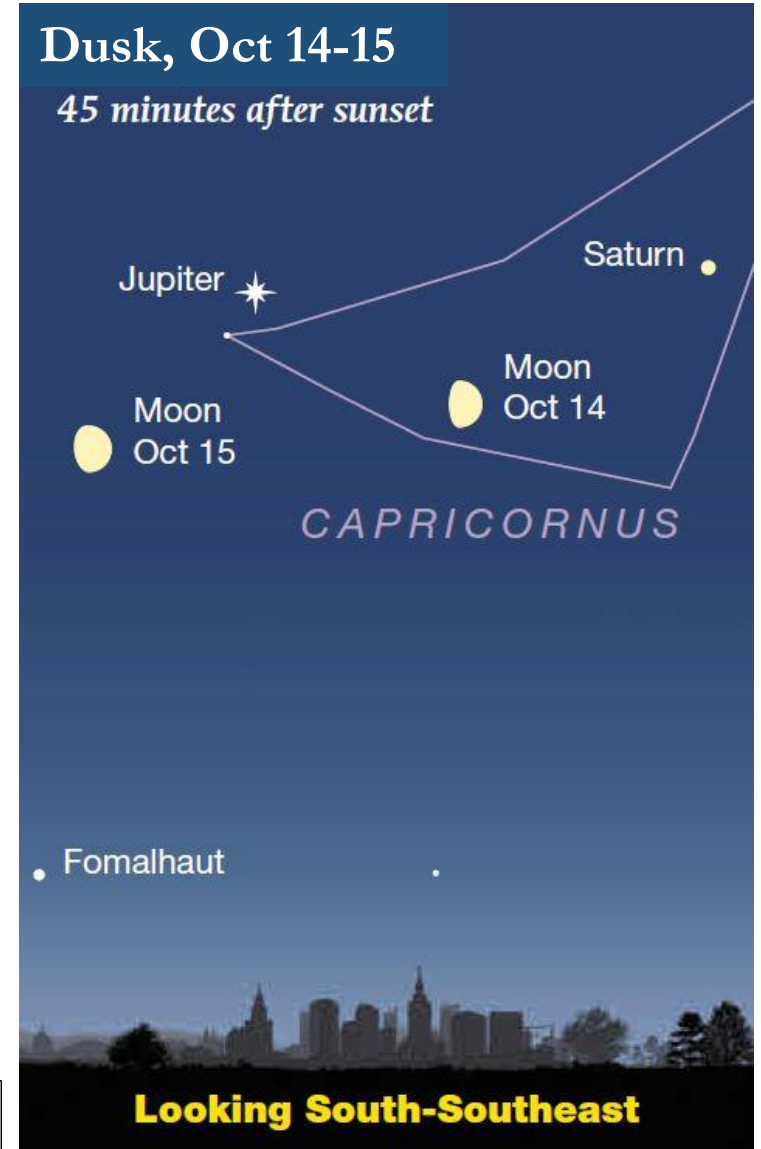 Dusk, Oct 14-15
45 minutes after sunset
Saturn
Jupiter
Moon
Oct 14
Moon
Oct 15
CAPRICORNUS
Fomalhaut
Looking South-Southeast